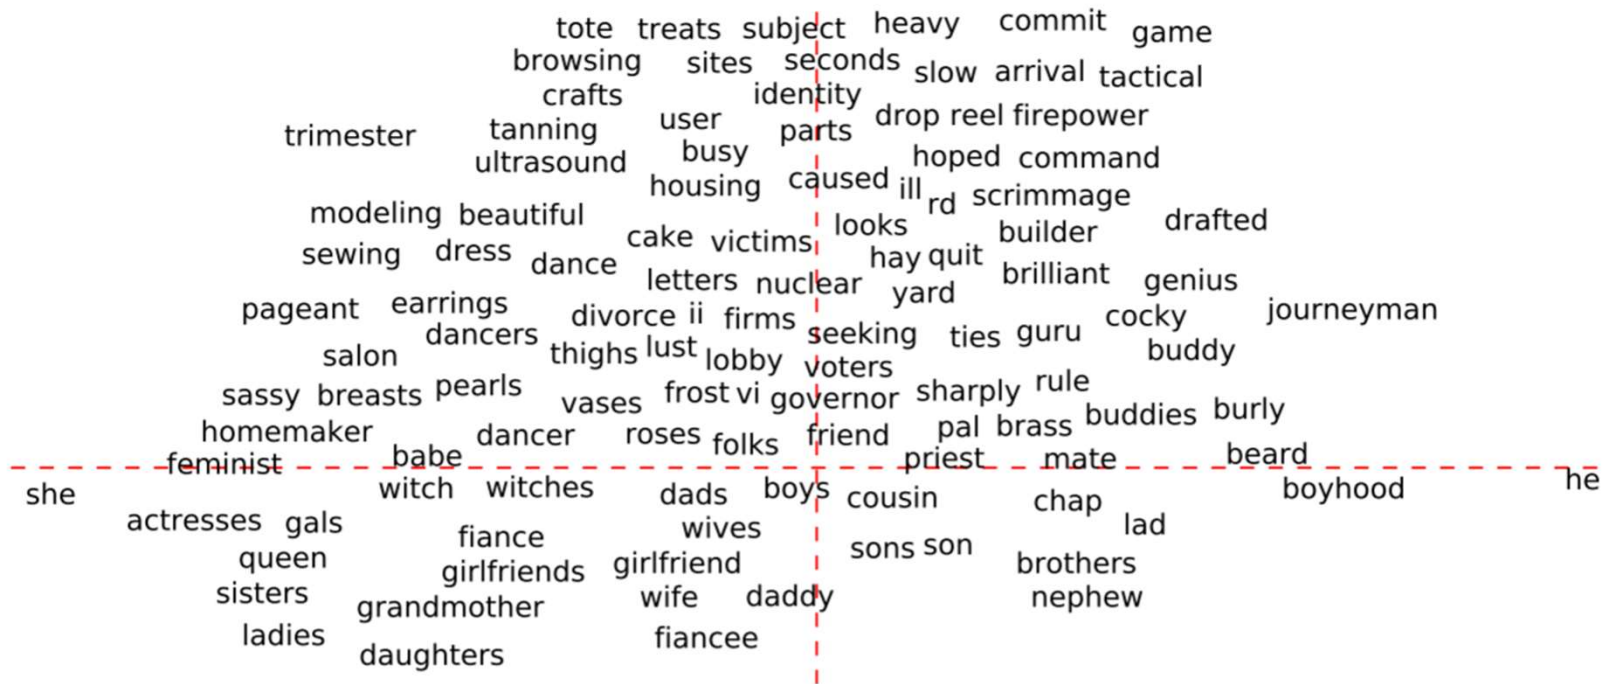 tote treats subject heavy commit game
browsing sites seconds slow arrival tactical
crafts identity drop reel firepower
trimester tanning user parts
ultrasound busy hoped command
housing caused ill rd scrimmage
modeling beautiful looks builder drafted
sewing dress dance cake victims hay quit
letters nuclear yard brilliant genius
pageant earrings divorce ii firms cocky journeyman
dancers seeking ties guru
salon thighs lust lobby voters buddy
sassy breasts pearls vases frost vi governor sharply rule
homemaker dancer roses folks friend pal brass buddies burly
feminist babe priest mate beard
she witch witches dads boys cousin chap boyhood he
actresses gals fiance wives lad
queen girlfriends girlfriend sons son brothers
sisters grandmother wife daddy nephew
ladies daughters fiancee